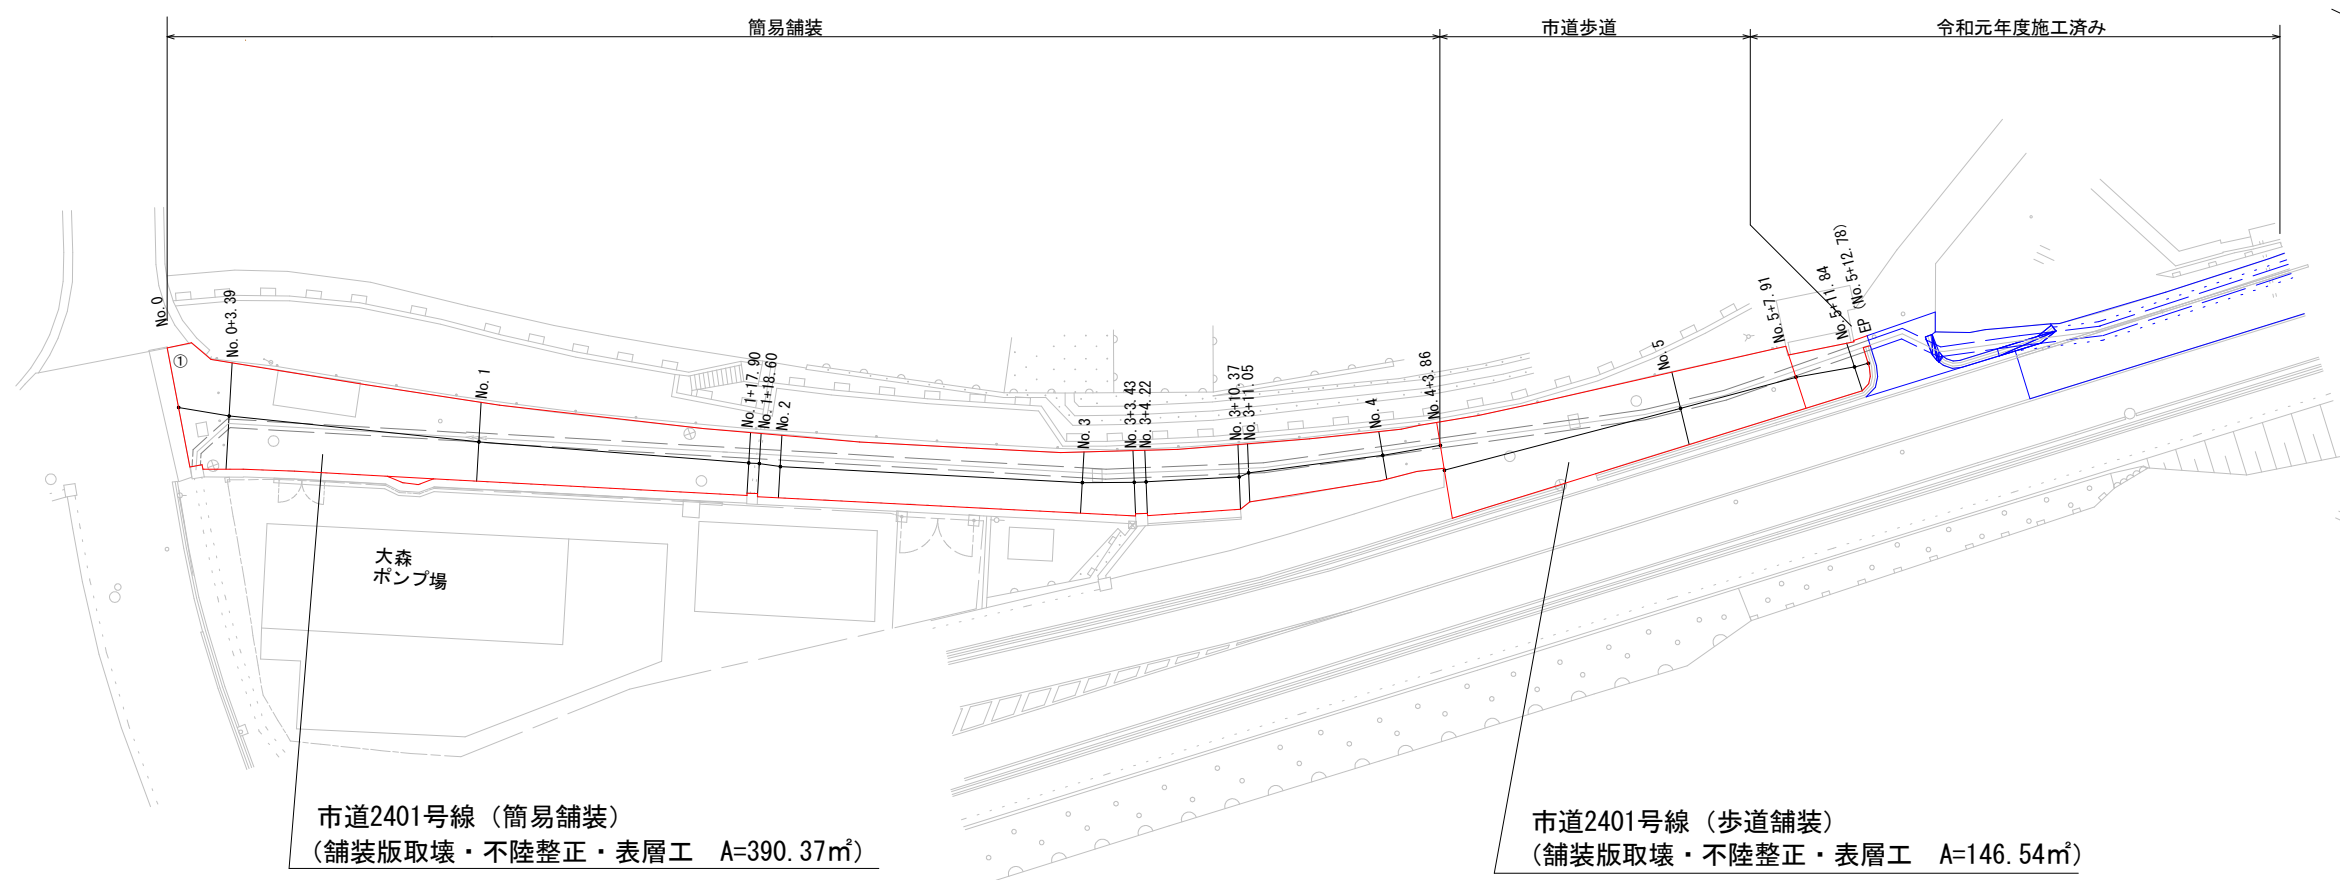 簡易舗装
市道歩道
令和元年度施工済み
No.0
No.0+3.39
①
No.1
No.1+17.90
No.1+18.60
No.2
No.3
No.3+3.43
No.3+4.22
No.3+10.37
No.3+11.05
No.4
No.4+3.86
No.5
No.5+7.91
No.5+11.84
EP (No.5+12.78)
大森
ポンプ場
市道2401号線（簡易舗装）
（舗装版取壊・不陸整正・表層工　A=390.37㎡）
市道2401号線（歩道舗装）
（舗装版取壊・不陸整正・表層工　A=146.54㎡）